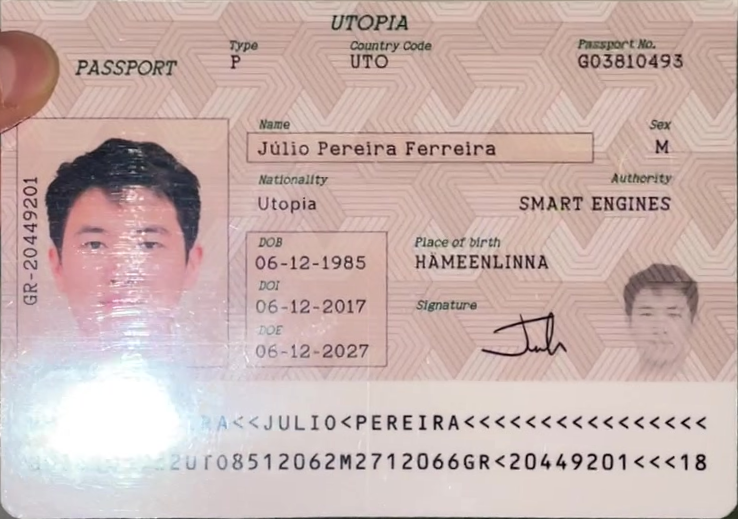 UTOPIA
PASSPORT
Type
P
Country Code
UTO
Passport No.
G03810493
Name
Júlio Pereira Ferreira
Sex
M
Nationality
Utopia
Authority
SMART ENGINES
GR-20449201
DOB
06-12-1985
DOI
06-12-2017
DOE
06-12-2027
Place of birth
HÄMEENLINNA
Signature
RA<<JULIO<PEREIRA<<<<<<<<<<<<<<<<<
2UTO8512062M2712066GR<20449201<<<18